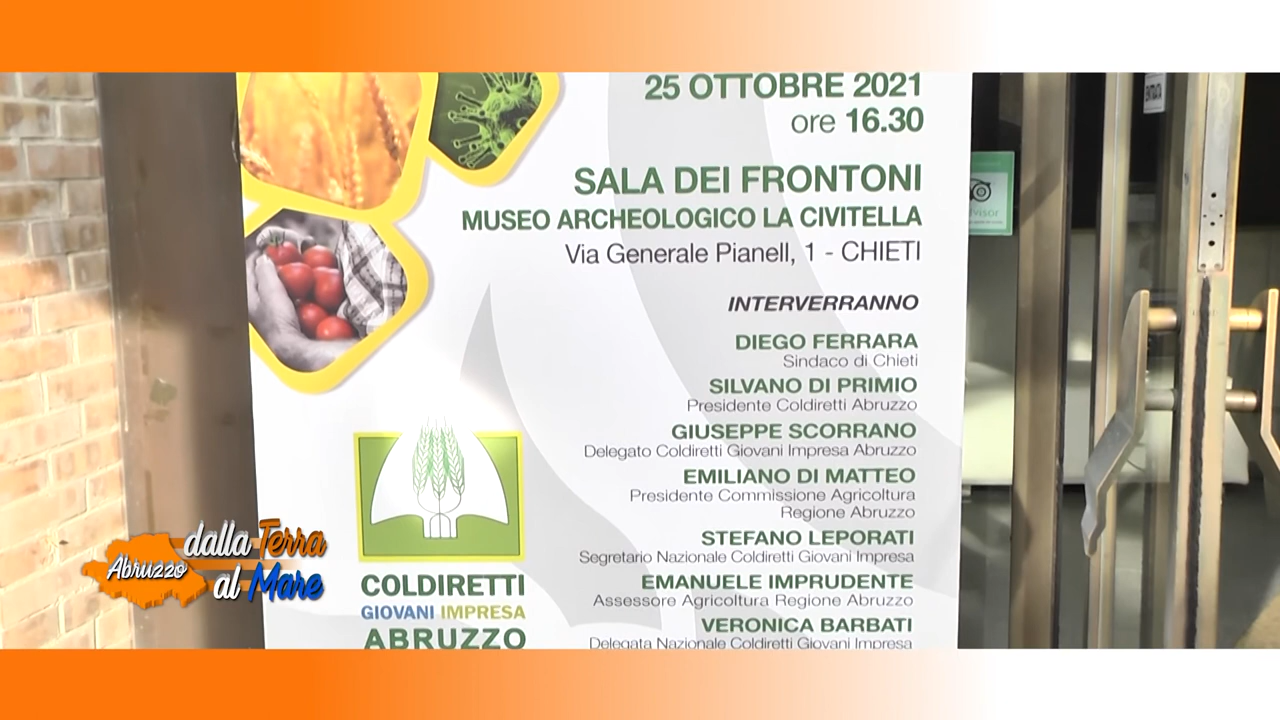 25 OTTOBRE 2021
ore 16.30
SALA DEI FRONTONI
MUSEO ARCHEOLOGICO LA CIVITELLA
Via Generale Pianell, 1 - CHIETI
INTERVERRANNO
DIEGO FERRARA
Sindaco di Chieti
SILVANO DI PRIMIO
Presidente Coldiretti Abruzzo
GIUSEPPE SCORRANO
Delegato Coldiretti Giovani Impresa Abruzzo
EMILIANO DI MATTEO
Presidente Commissione Agricoltura
Regione Abruzzo
STEFANO LEPORATI
Segretario Nazionale Coldiretti Giovani Impresa
EMANUELE IMPRUDENTE
Assessore Agricoltura Regione Abruzzo
VERONICA BARBATI
Delegata Nazionale Coldiretti Giovani Impresa
COLDIRETTI
GIOVANI IMPRESA
ABRUZZO
dalla Terra
Abruzzo
al Mare